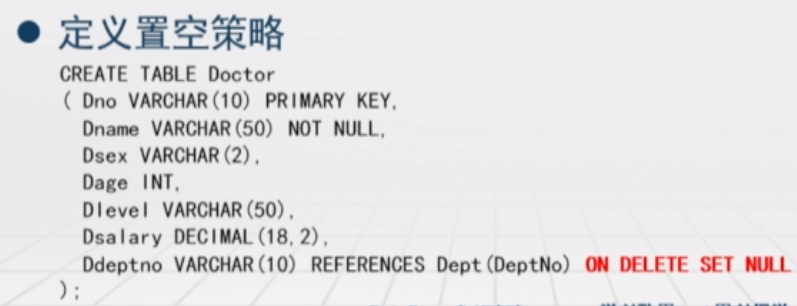 ● 定义置空策略
CREATE TABLE Doctor
( Dno VARCHAR(10) PRIMARY KEY,
Dname VARCHAR(50) NOT NULL,
Dsex VARCHAR(2),
Dage INT,
Dlevel VARCHAR(50),
Dsalary DECIMAL(18,2),
Ddeptno VARCHAR(10) REFERENCES Dept(DeptNo) ON DELETE SET NULL
);